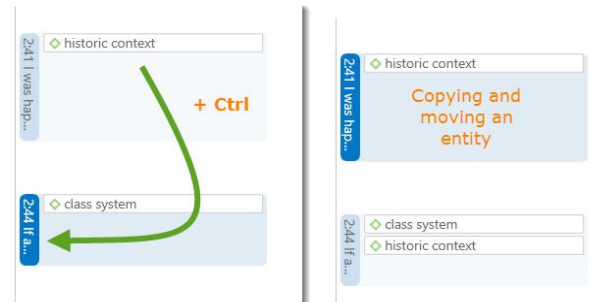 2:41 I was hap...
historic context
+ Ctrl
2:44 If a...
class system
2:41 I was hap...
historic context
Copying and
moving an
entity
2:44 If a...
class system
historic context